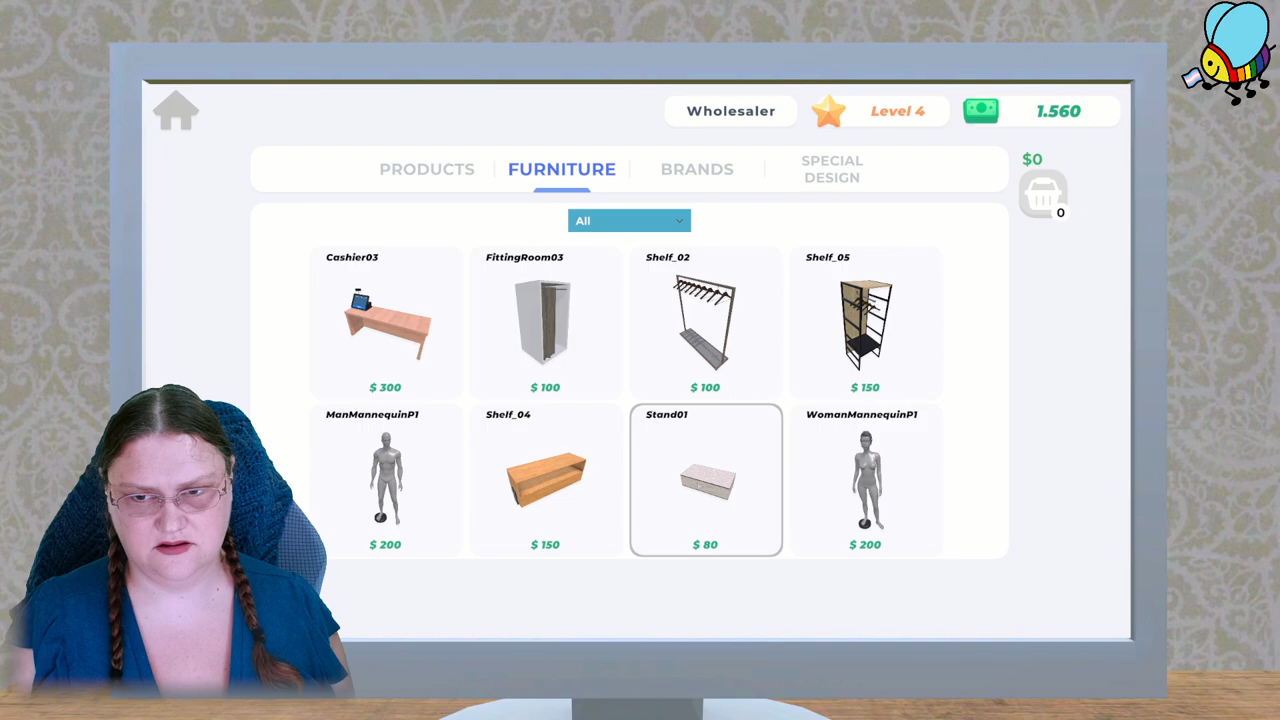 Wholesaler
Level 4
1.560
PRODUCTS
FURNITURE
BRANDS
SPECIAL
DESIGN
$0
0
All
Cashier03
FittingRoom03
Shelf_02
Shelf_05
$ 300
$ 100
$ 100
$ 150
ManMannequinP1
Shelf_04
Stand01
WomanMannequinP1
$ 200
$ 150
$ 80
$ 200